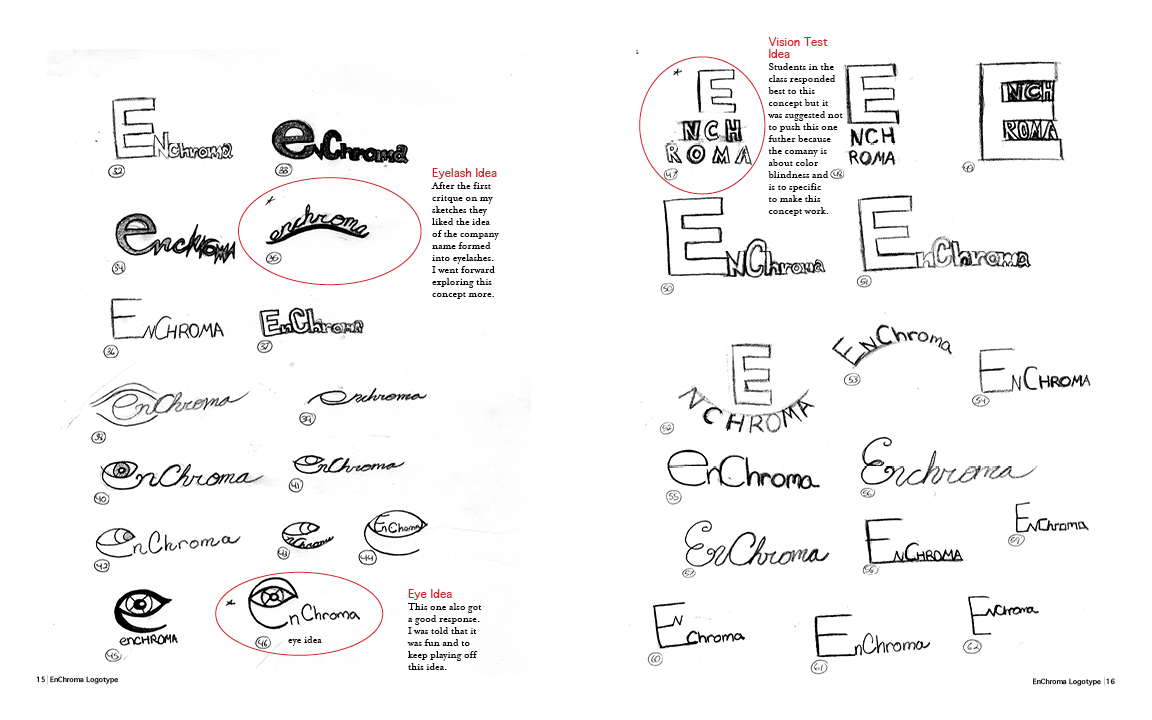 ENchroma
32
enChroma
33
Eyelash Idea
After the first
critque on my
sketches they
liked the idea
of the company
name formed
into eyelashes.
I went forward
exploring this
concept more.
enchroma
34
enchroma
35
ENCHROMA
36
EnChroma
37
enChroma
38
enchroma
39
enChroma
40
enChroma
41
enChroma
42
enChroma
43
EnChroma
44
enCHROMA
45
enChroma
46
eye idea
Eye Idea
This one also got
a good response.
I was told that it
was fun and to
keep playing off
this idea.
15 | EnChroma Logotype
Vision Test
Idea
Students in the
class responded
best to this
concept but it
was suggested not
to push this one
futher because
the comany is
about color
blindness and
is to specific
to make this
concept work.
E
NCH
ROMA
47
E
NCH
ROMA
48
E
NCH
ROMA
49
ENChroma
50
EnChroma
51
E
NCHROMA
52
ENChroma
53
ENCHROMA
54
enChroma
55
Enchroma
56
EnChroma
57
ENCHROMA
58
ENChroma
59
EN
Chroma
60
EnChroma
61
ENChroma
62
EnChroma Logotype | 16